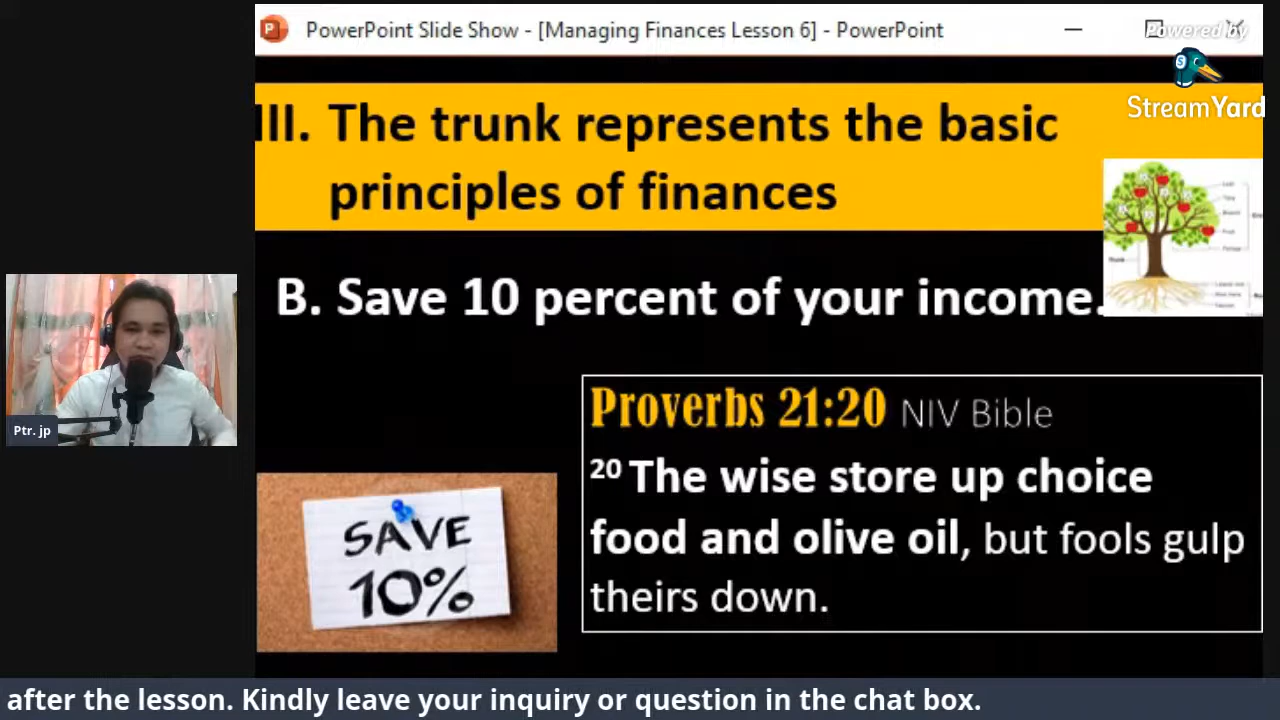 PowerPoint Slide Show - [Managing Finances Lesson 6] - PowerPoint
Powered by
StreamYard
III. The trunk represents the basic
principles of finances
B. Save 10 percent of your income.
Proverbs 21:20 NIV Bible
20 The wise store up choice
food and olive oil, but fools gulp
theirs down.
SAVE
10%
Ptr. jp
after the lesson. Kindly leave your inquiry or question in the chat box.